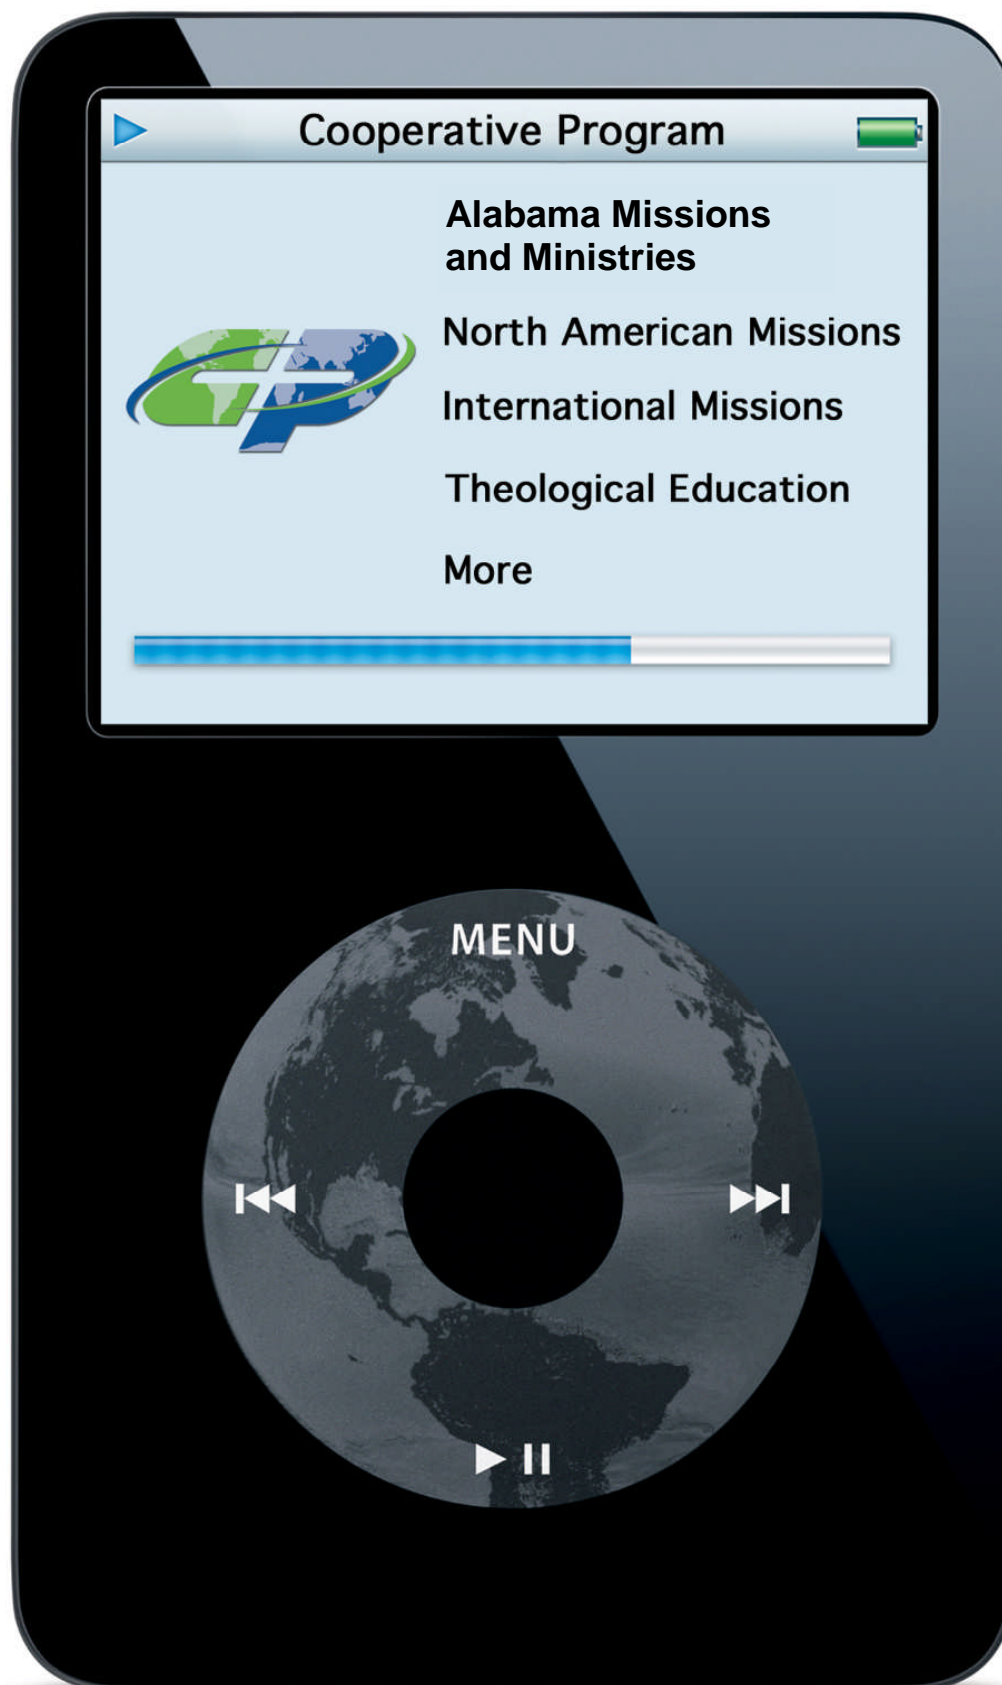 Cooperative Program
Alabama Missions
and Ministries
North American Missions
International Missions
Theological Education
More
MENU